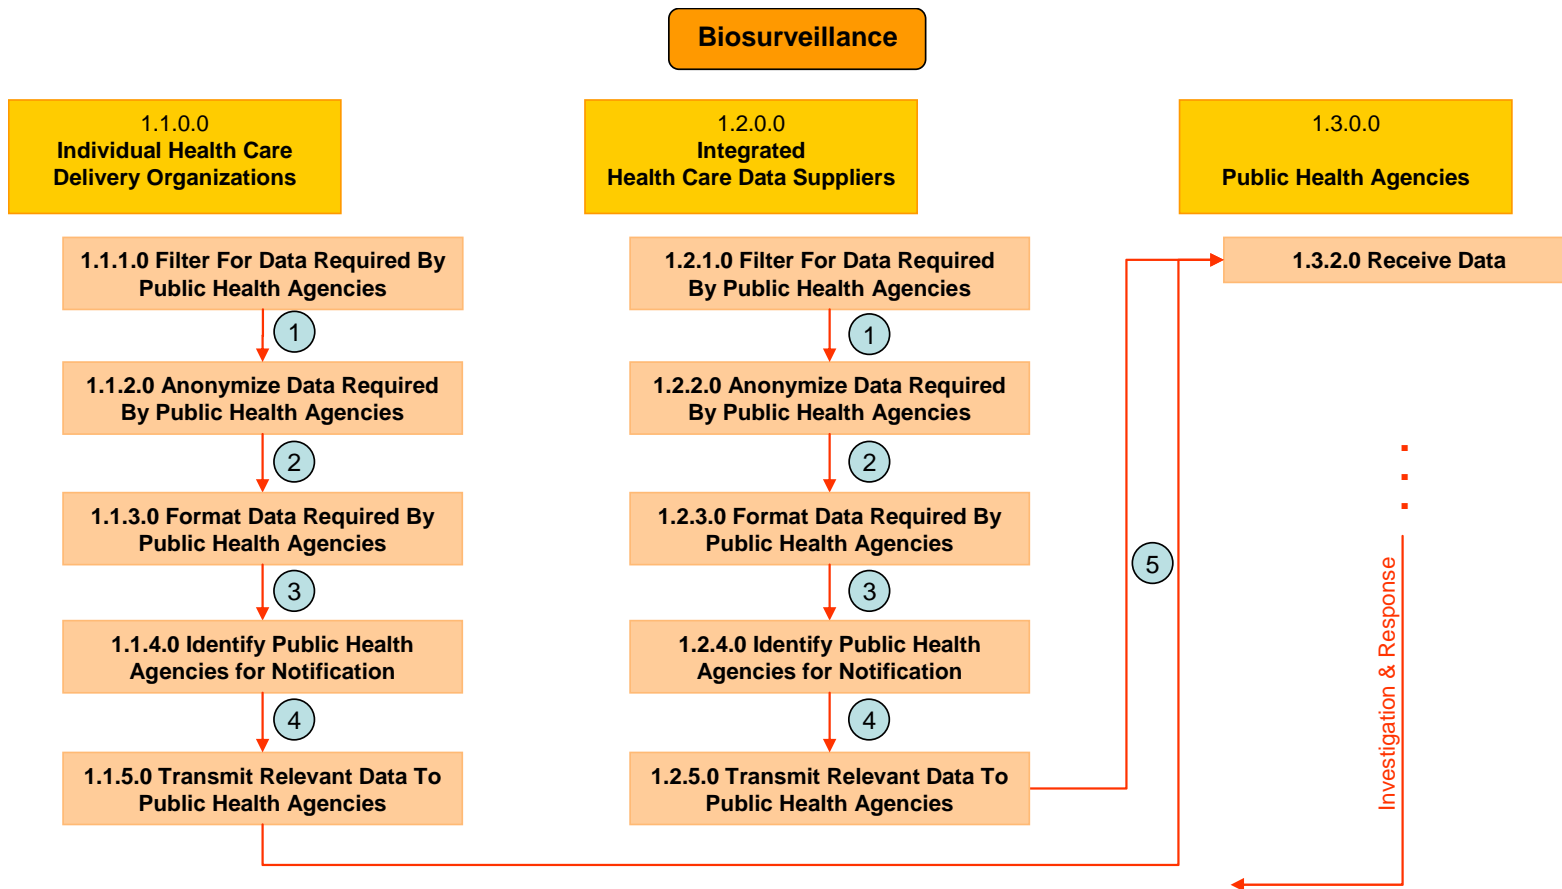 Biosurveillance
1.1.0.0
Individual Health Care
Delivery Organizations
1.2.0.0
Integrated
Health Care Data Suppliers
1.3.0.0
Public Health Agencies
1.1.1.0 Filter For Data Required By
Public Health Agencies
1
1.1.2.0 Anonymize Data Required
By Public Health Agencies
2
1.1.3.0 Format Data Required By
Public Health Agencies
3
1.1.4.0 Identify Public Health
Agencies for Notification
4
1.1.5.0 Transmit Relevant Data To
Public Health Agencies
1.2.1.0 Filter For Data Required
By Public Health Agencies
1
1.2.2.0 Anonymize Data Required
By Public Health Agencies
2
1.2.3.0 Format Data Required By
Public Health Agencies
3
1.2.4.0 Identify Public Health
Agencies for Notification
4
1.2.5.0 Transmit Relevant Data To
Public Health Agencies
5
1.3.2.0 Receive Data
Investigation & Response